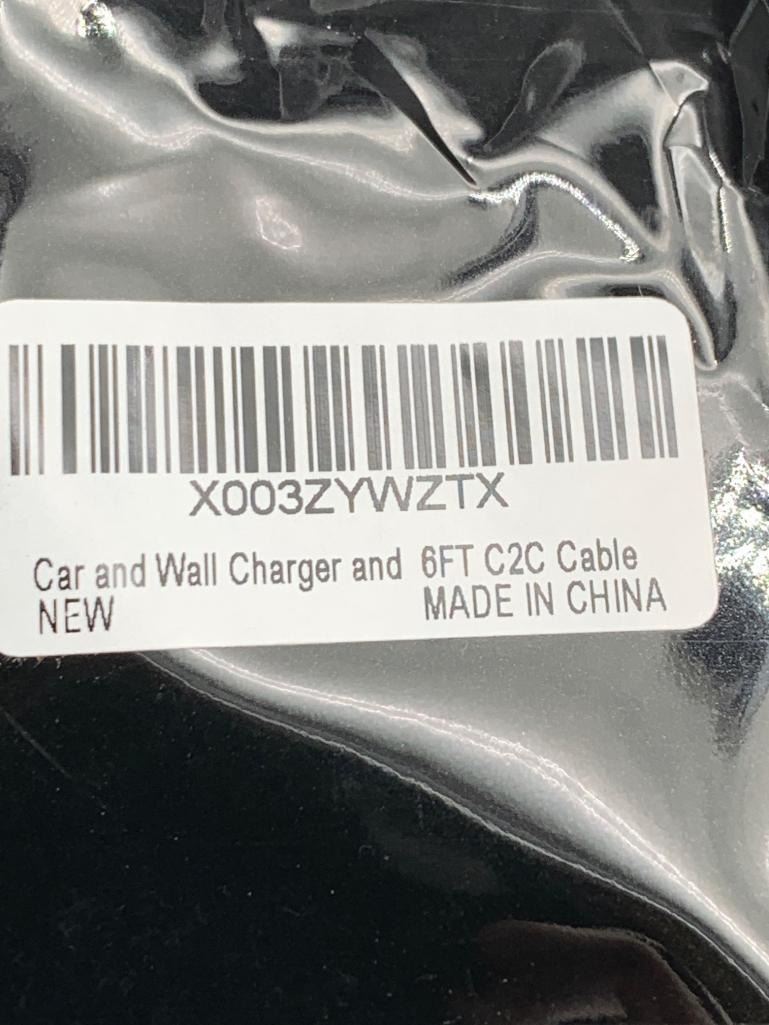 X003ZYWZTX
Car and Wall Charger and 6FT C2C Cable
NEW MADE IN CHINA